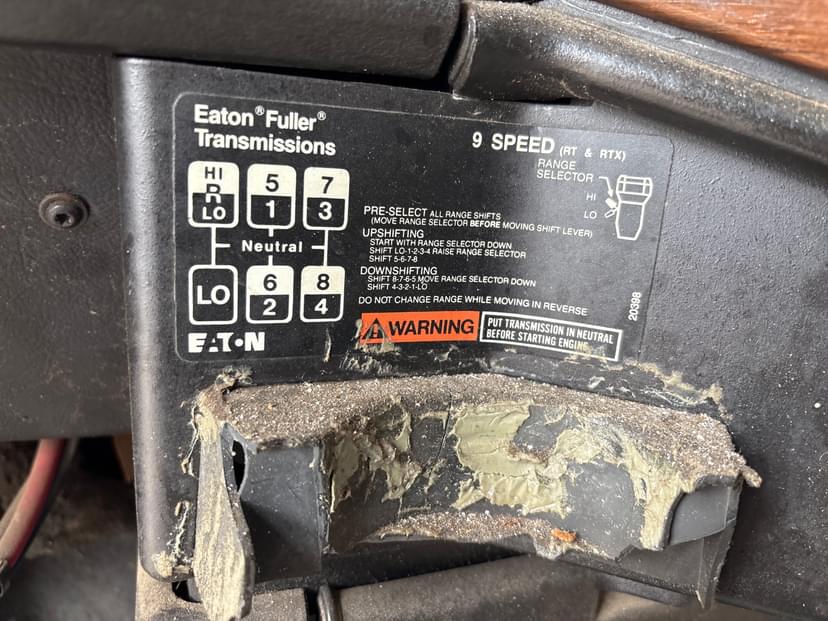 Eaton® Fuller®
Transmissions
9 SPEED (RT & RTX)
RANGE
SELECTOR
HI
LO
HI
R
LO
5
1
7
3
Neutral
LO
6
2
8
4
PRE-SELECT ALL RANGE SHIFTS
(MOVE RANGE SELECTOR BEFORE MOVING SHIFT LEVER)
UPSHIFTING
START WITH RANGE SELECTOR DOWN
SHIFT LO-1-2-3-4 RAISE RANGE SELECTOR
SHIFT 5-6-7-8
DOWNSHIFTING
SHIFT 8-7-6-5 MOVE RANGE SELECTOR DOWN
SHIFT 4-3-2-1-LO
DO NOT CHANGE RANGE WHILE MOVING IN REVERSE
20398
EATON
WARNING
PUT TRANSMISSION IN NEUTRAL
BEFORE STARTING ENGINE